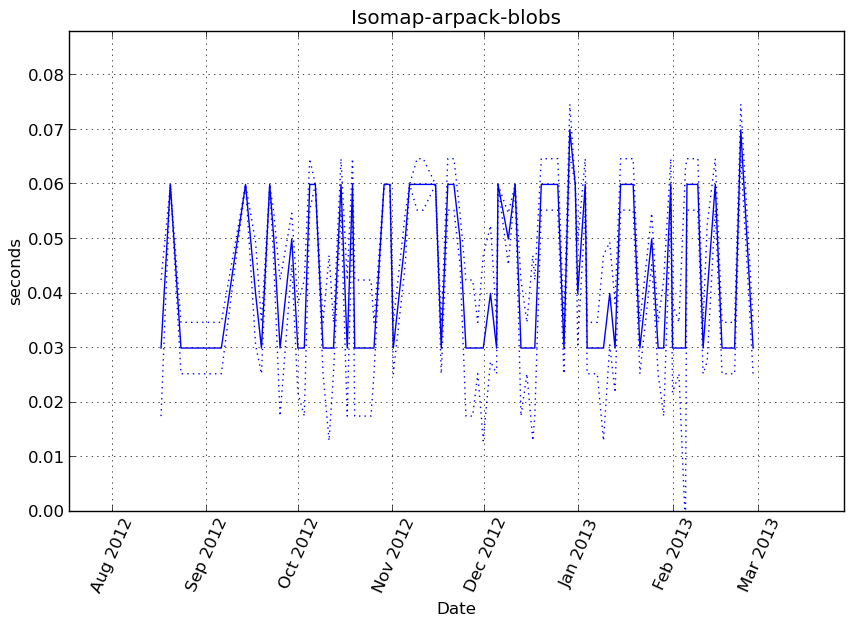 Isomap-arpack-blobs
0.08
0.07
0.06
0.05
0.04
0.03
0.02
0.01
0.00
seconds
Aug 2012
Sep 2012
Oct 2012
Nov 2012
Dec 2012
Jan 2013
Feb 2013
Mar 2013
Date